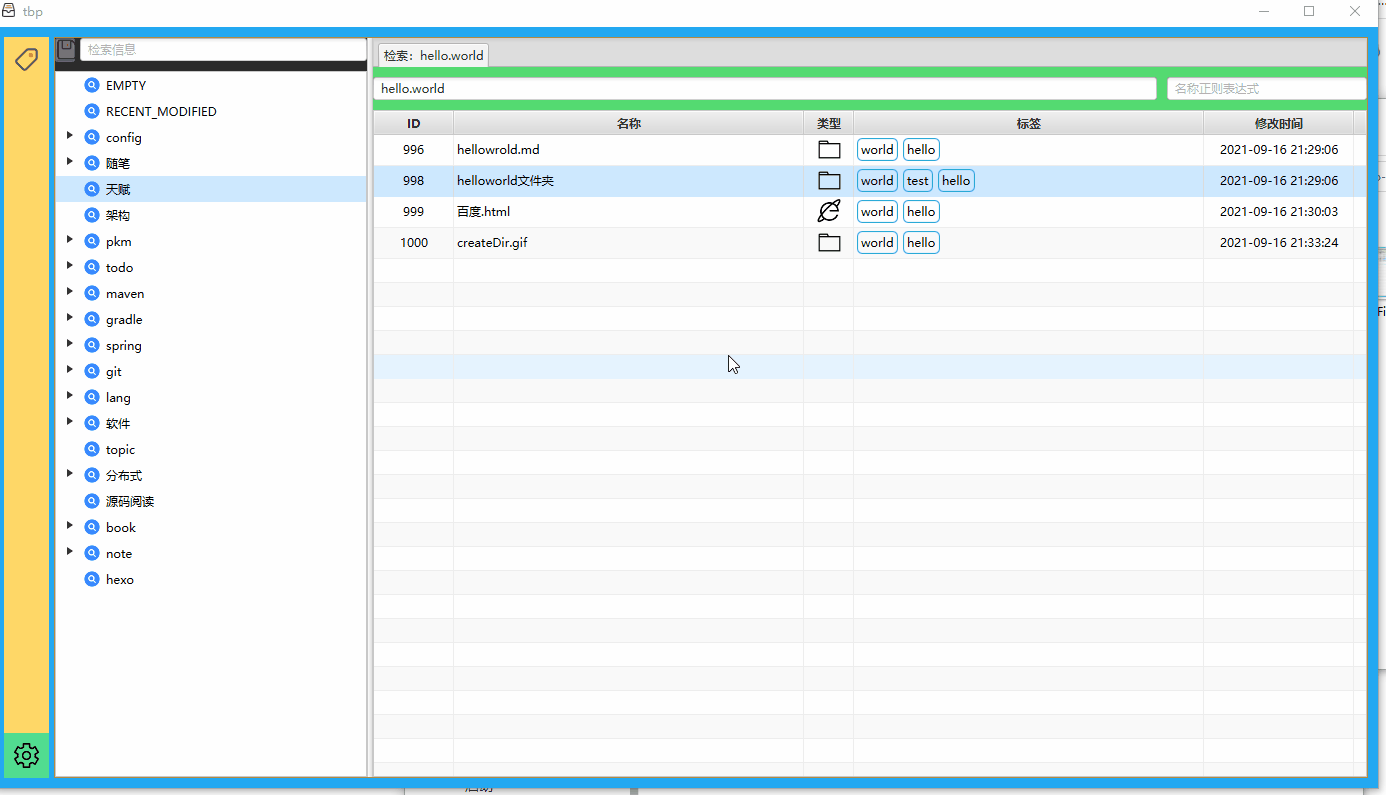 tbp
检索信息
EMPTY
RECENT_MODIFIED
config
随笔
天赋
架构
pkm
todo
maven
gradle
spring
git
lang
软件
topic
分布式
源码阅读
book
note
hexo
检索：hello.world
hello.world 名称正则表达式
ID 名称 类型 标签 修改时间
996 hellowrold.md world hello 2021-09-16 21:29:06
998 helloworld文件夹 world test hello 2021-09-16 21:29:06
999 百度.html world hello 2021-09-16 21:30:03
1000 createDir.gif world hello 2021-09-16 21:33:24
Fi